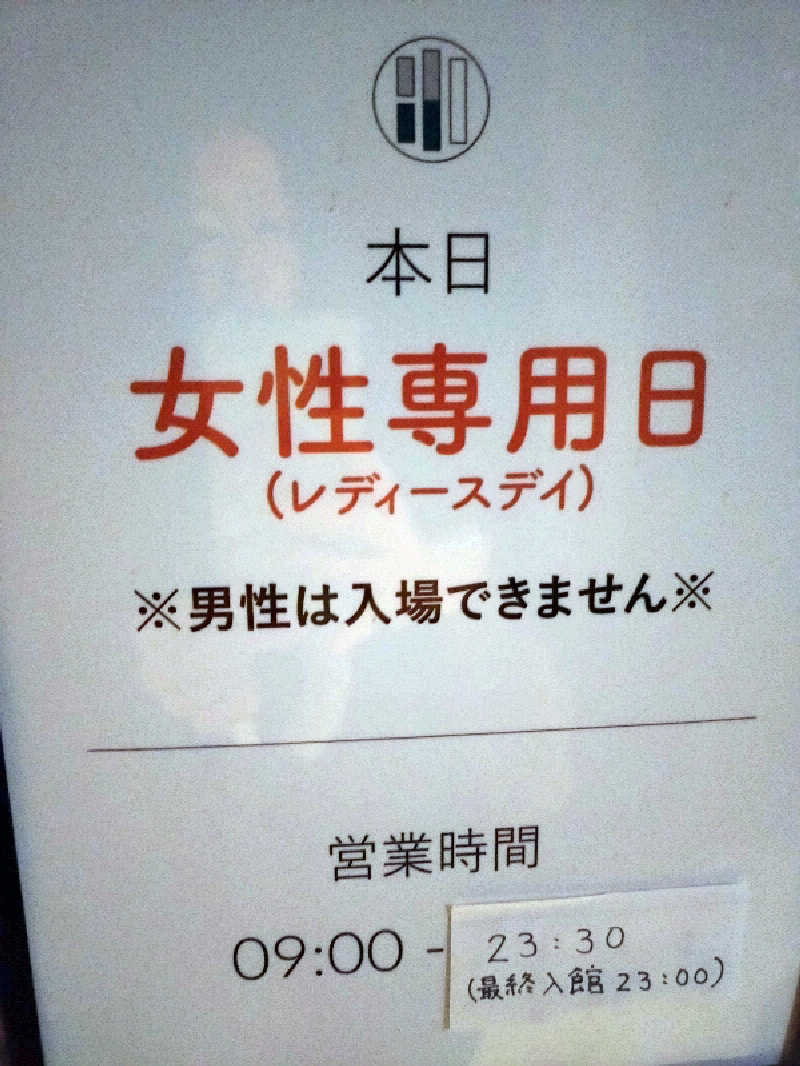 本日
女性専用日
(レディースデイ)
※男性は入場できません※
営業時間
09:00 - 23:30
(最終入館 23:00)